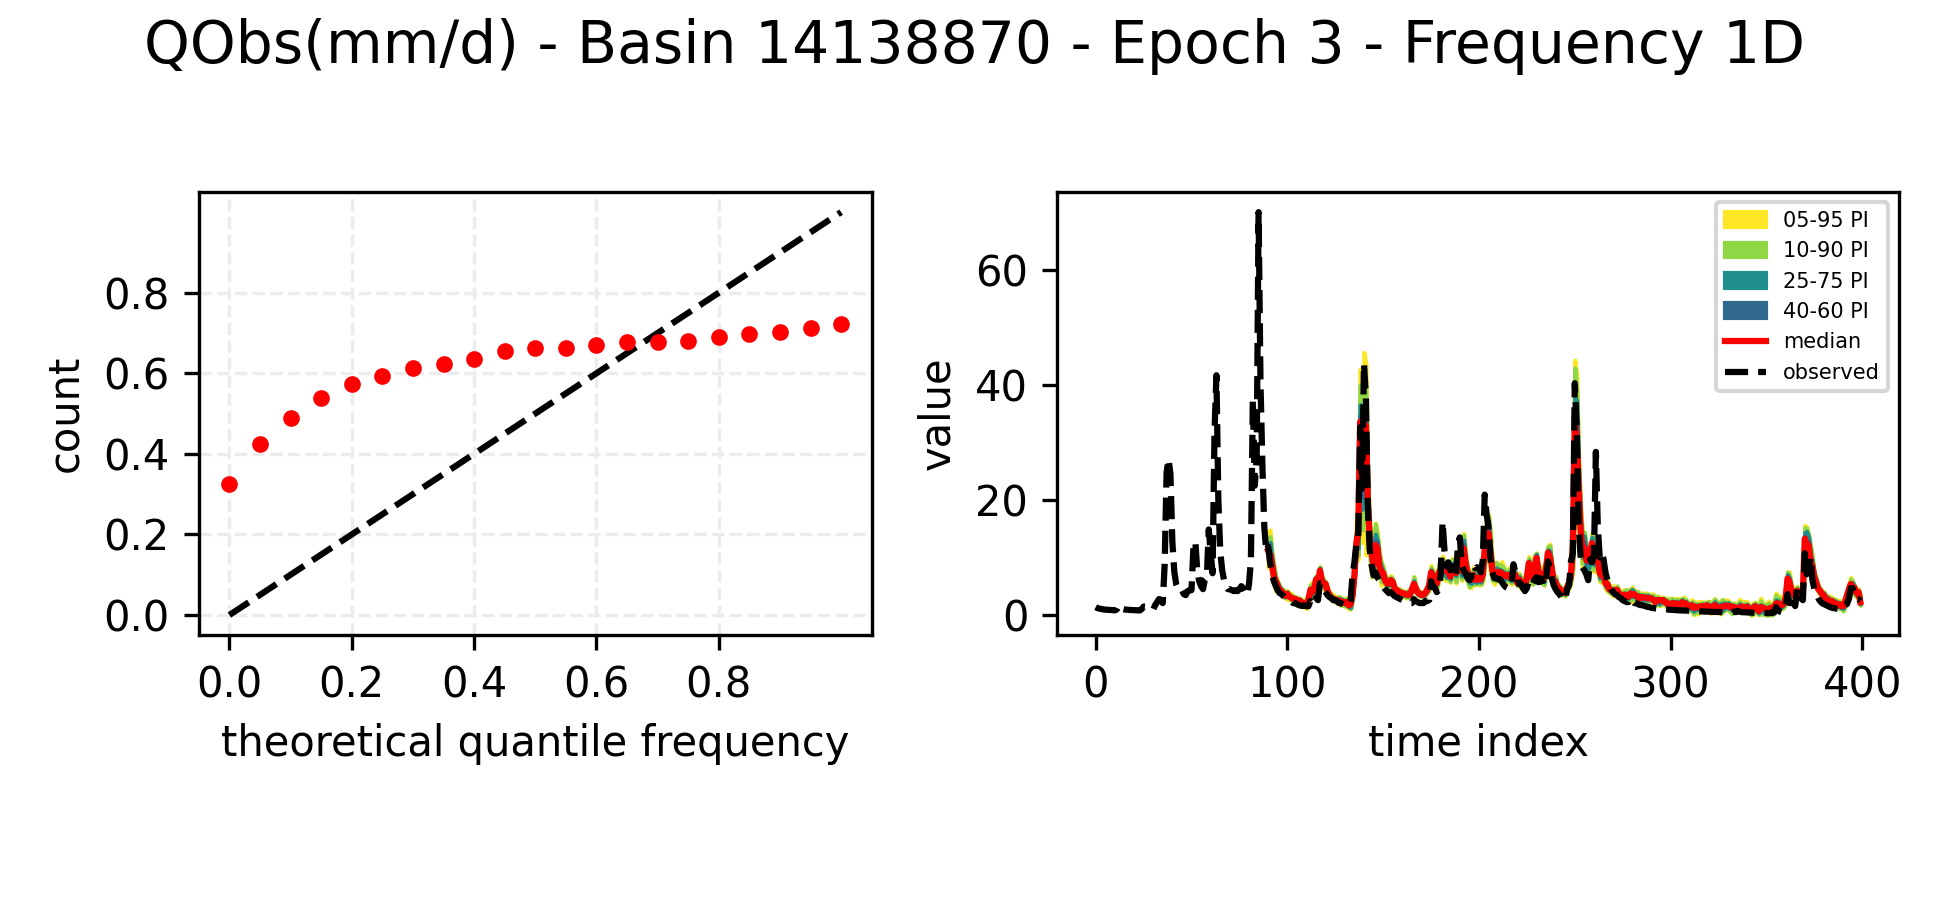 QObs(mm/d) - Basin 14138870 - Epoch 3 - Frequency 1D
count
0.8
0.6
0.4
0.2
0.0
0.0 0.2 0.4 0.6 0.8
theoretical quantile frequency
value
60
40
20
0
0 100 200 300 400
time index
05-95 PI
10-90 PI
25-75 PI
40-60 PI
median
observed